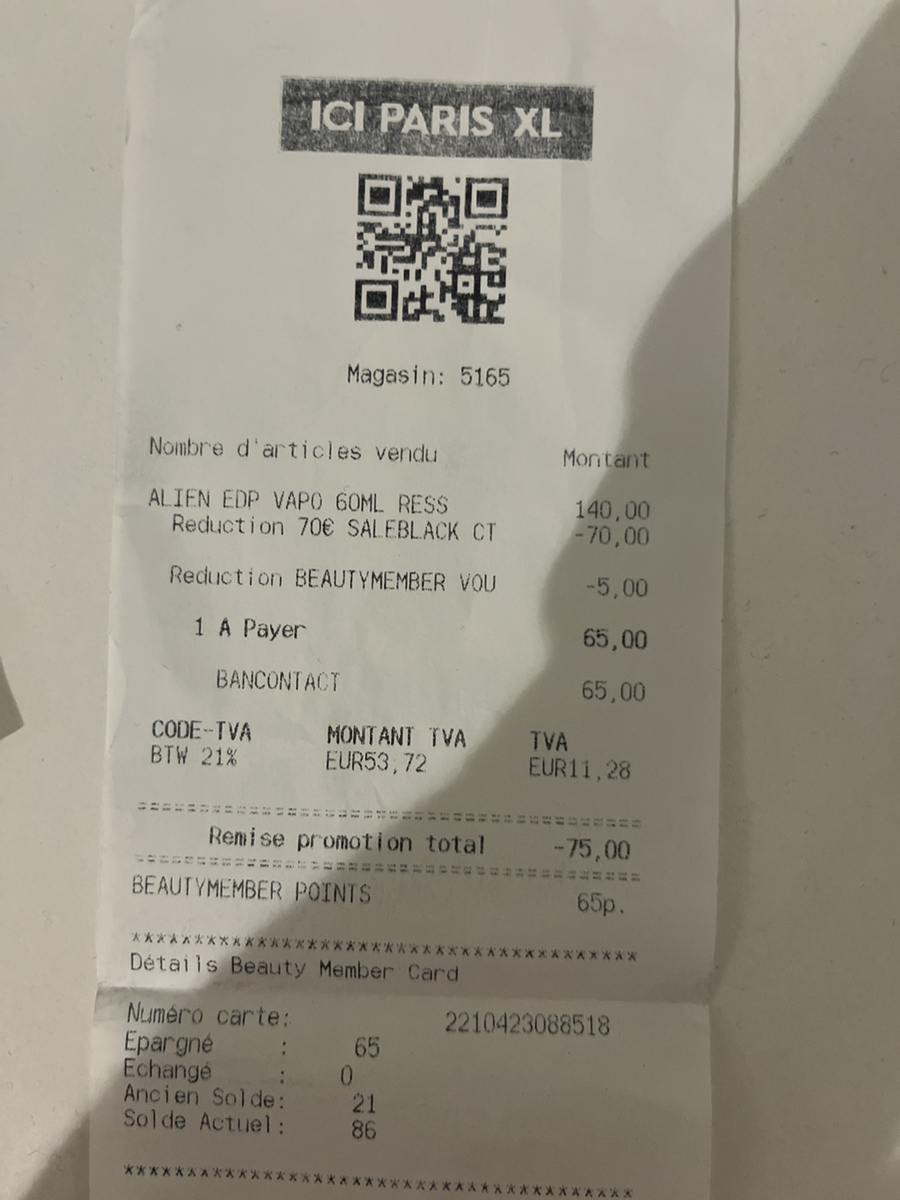 ICI PARIS XL
Magasin: 5165
Nombre d'articles vendu Montant
ALIEN EDP VAPO 60ML RESS 140,00
Reduction 70€ SALEBLACK CT -70,00
Reduction BEAUTYMEMBER VOU -5,00
1 A Payer 65,00
BANCONTACT 65,00
CODE-TVA MONTANT TVA TVA
BTW 21% EUR53,72 EUR11,28
========================================
Remise promotion total -75,00
========================================
BEAUTYMEMBER POINTS 65p.
****************************************
Détails Beauty Member Card
Numéro carte: 2210423088518
Epargné : 65
Echangé : 0
Ancien Solde: 21
Solde Actuel: 86
****************************************